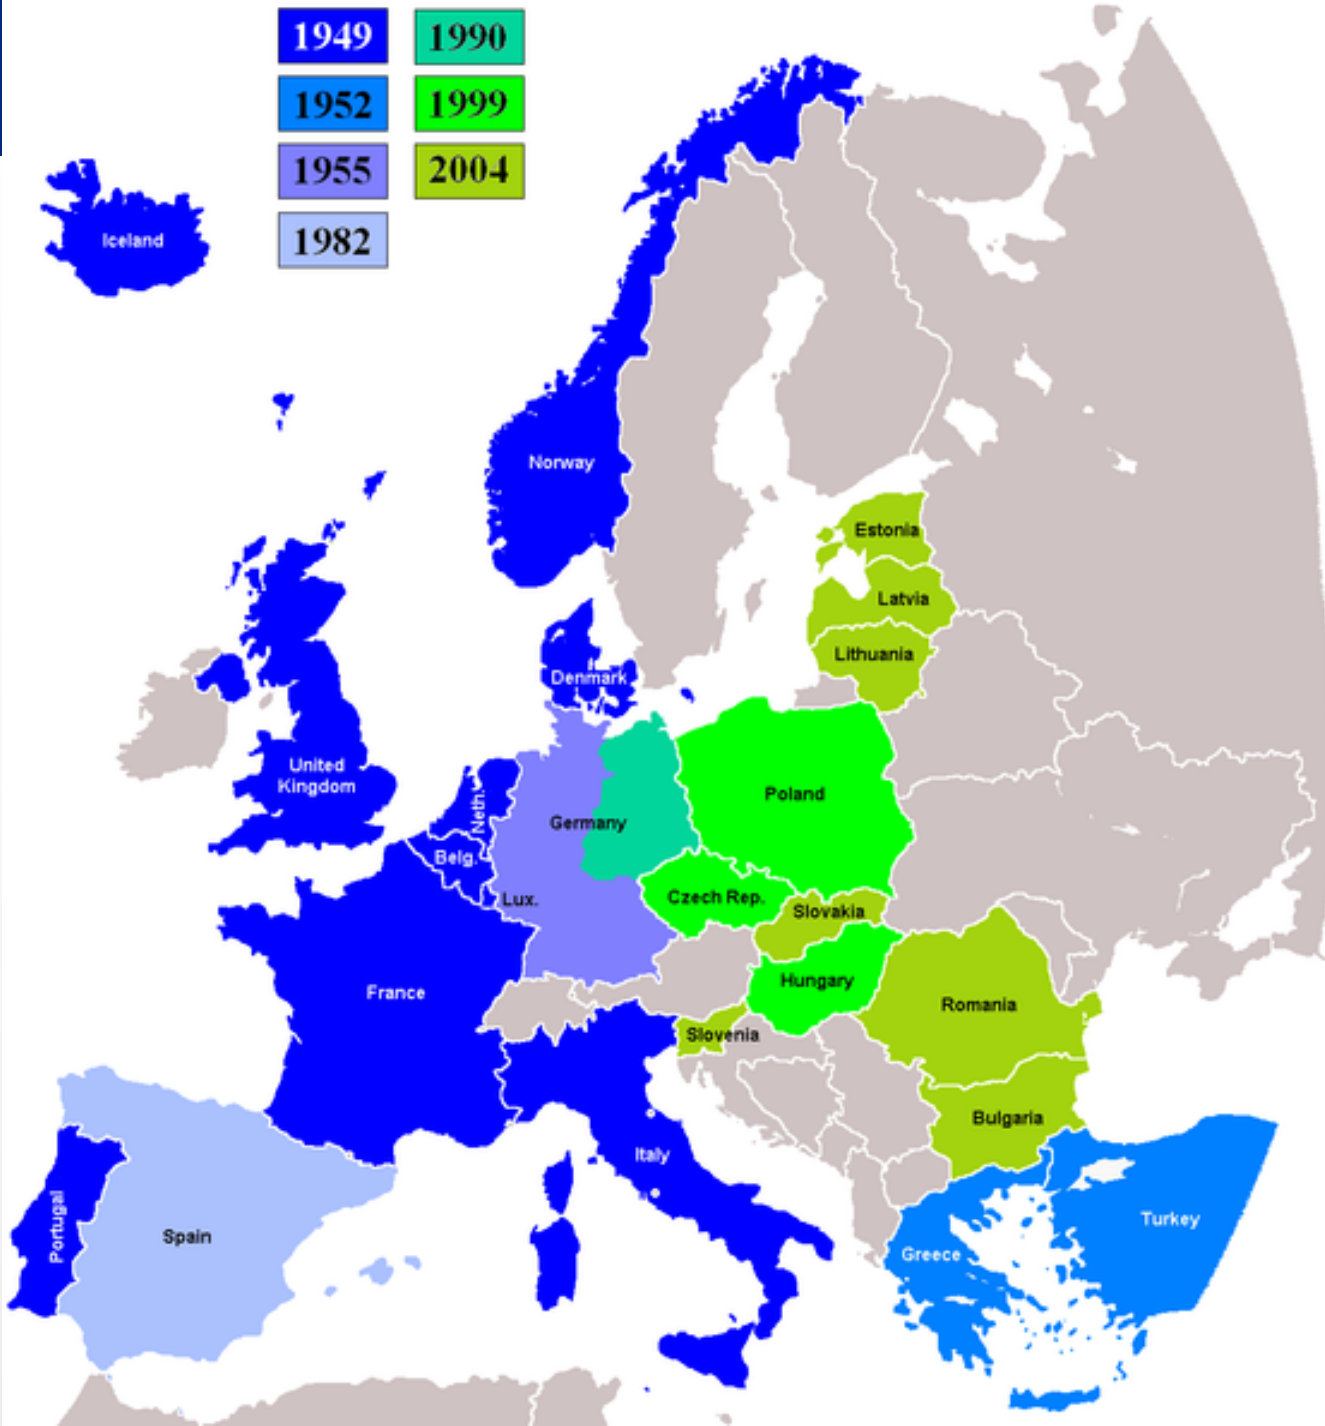 1949
1990
1952
1999
1955
2004
1982
Iceland
Norway
Estonia
Latvia
Lithuania
Denmark
United
Kingdom
Neth.
Poland
Germany
Belg.
Lux.
Czech Rep.
Slovakia
France
Hungary
Romania
Slovenia
Bulgaria
Italy
Portugal
Spain
Turkey
Greece